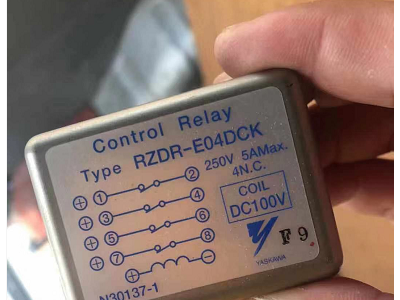 Control Relay
Type RZDR-E04DCK
250V 5AMax.
4N.C.
⊕ 1 2
⊕ 3 4
⊕ 5 6
⊕ 7 8
⊕ ⊖
COIL
DC100V
YASKAWA
F 9
N30137-1